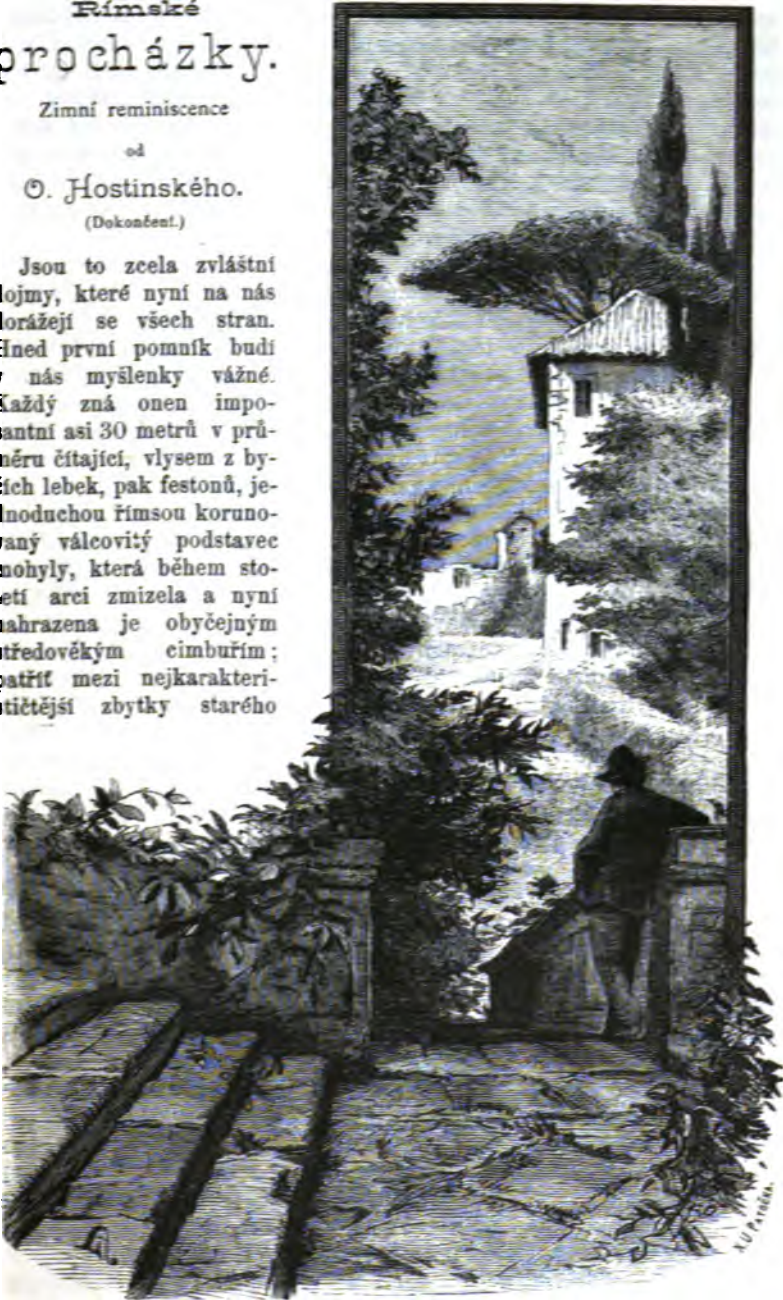 Římské
procházky.
Zimní reminiscence
od
O. Hostinského.
(Dokončení.)
Jsou to zcela zvláštní
dojmy, které nyní na nás
dorážejí se všech stran.
Hned první pomník budí
v nás myšlenky vážné.
Každý zná onen impo-
santní asi 30 metrů v prů-
měru čítající, vlysem z bý-
čích lebek, pak festonů, je-
dnoduchou římsou koruno-
vaný válcovitý podstavec
mohyly, která během sto-
letí arci zmizela a nyní
nahrazena je obyčejným
středověkým cimbuřím;
patřiť mezi nejkarakteri-
stičtější zbytky starého
X.U PATOČKA.